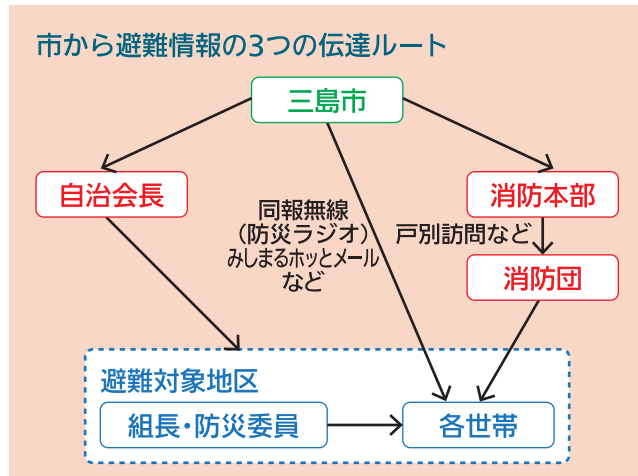 市から避難情報の3つの伝達ルート
三島市
自治会長
消防本部
同報無線
（防災ラジオ）
みしまるホッとメール
など
戸別訪問など
消防団
避難対象地区
組長・防災委員
各世帯